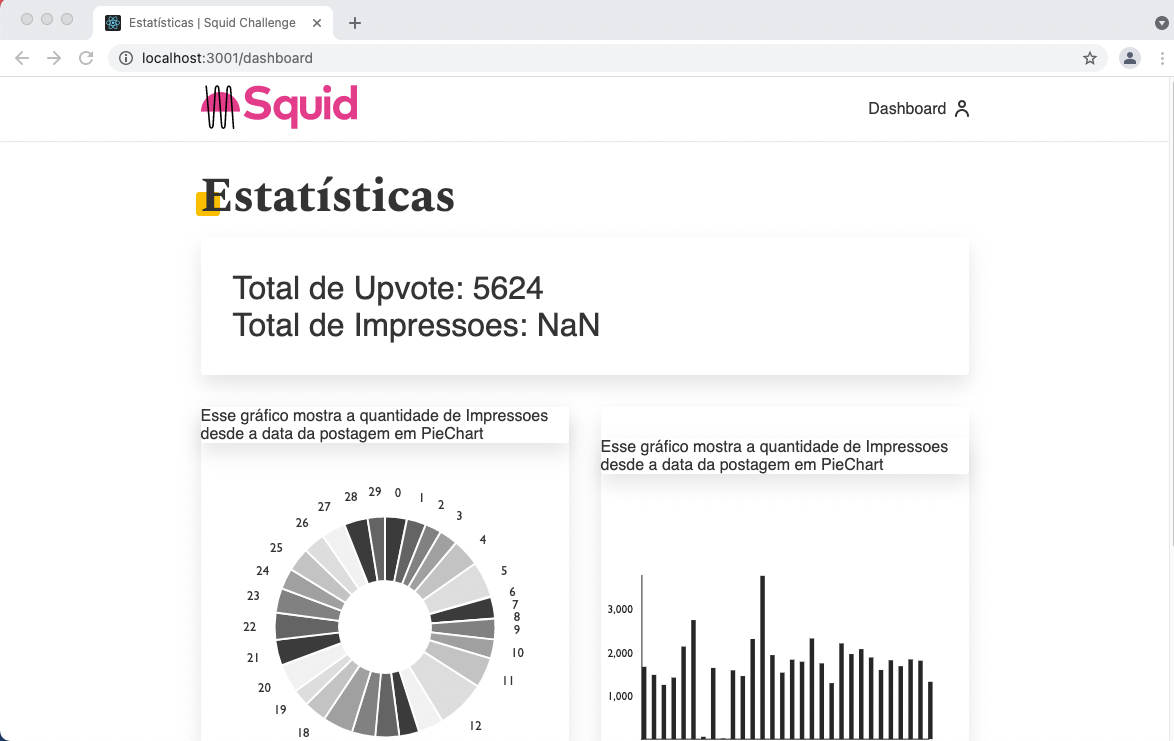 Estatísticas | Squid Challenge
localhost:3001/dashboard
Squid
Dashboard
Estatísticas
Total de Upvote: 5624
Total de Impressoes: NaN
Esse gráfico mostra a quantidade de Impressoes
desde a data da postagem em PieChart
29
0
28
1
27
2
26
3
25
4
24
5
23
6
7
8
22
9
21
10
20
11
19
12
18
Esse gráfico mostra a quantidade de Impressoes
desde a data da postagem em PieChart
3,000
2,000
1,000